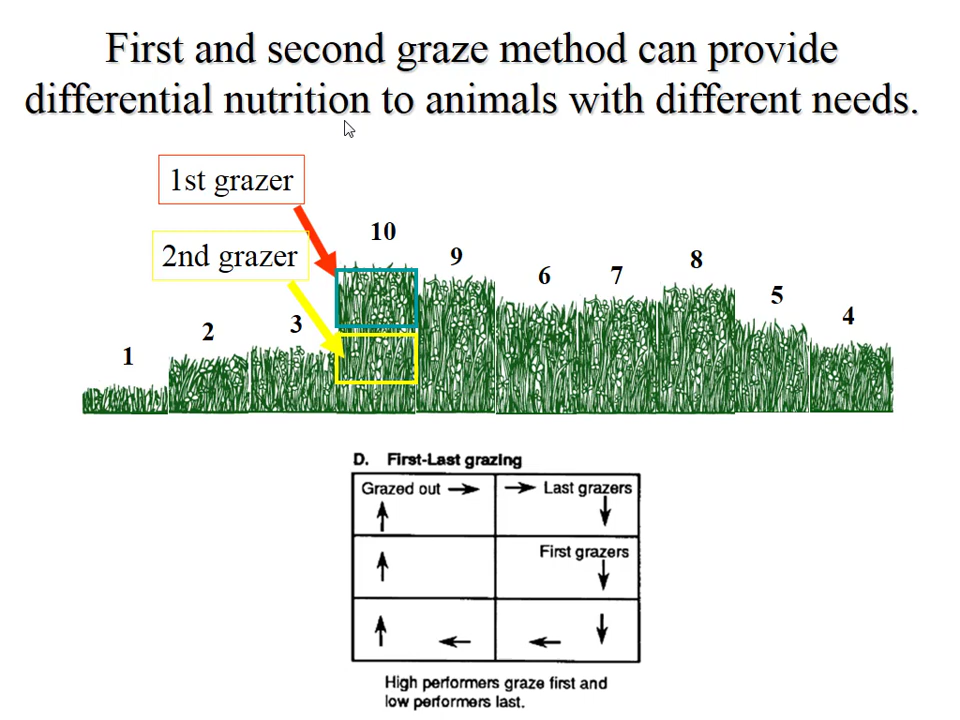 First and second graze method can provide
differential nutrition to animals with different needs.
1st grazer
2nd grazer
10
9
8
6
7
5
4
3
2
1
D. First-Last grazing
Grazed out
Last grazers
First grazers
High performers graze first and
low performers last.